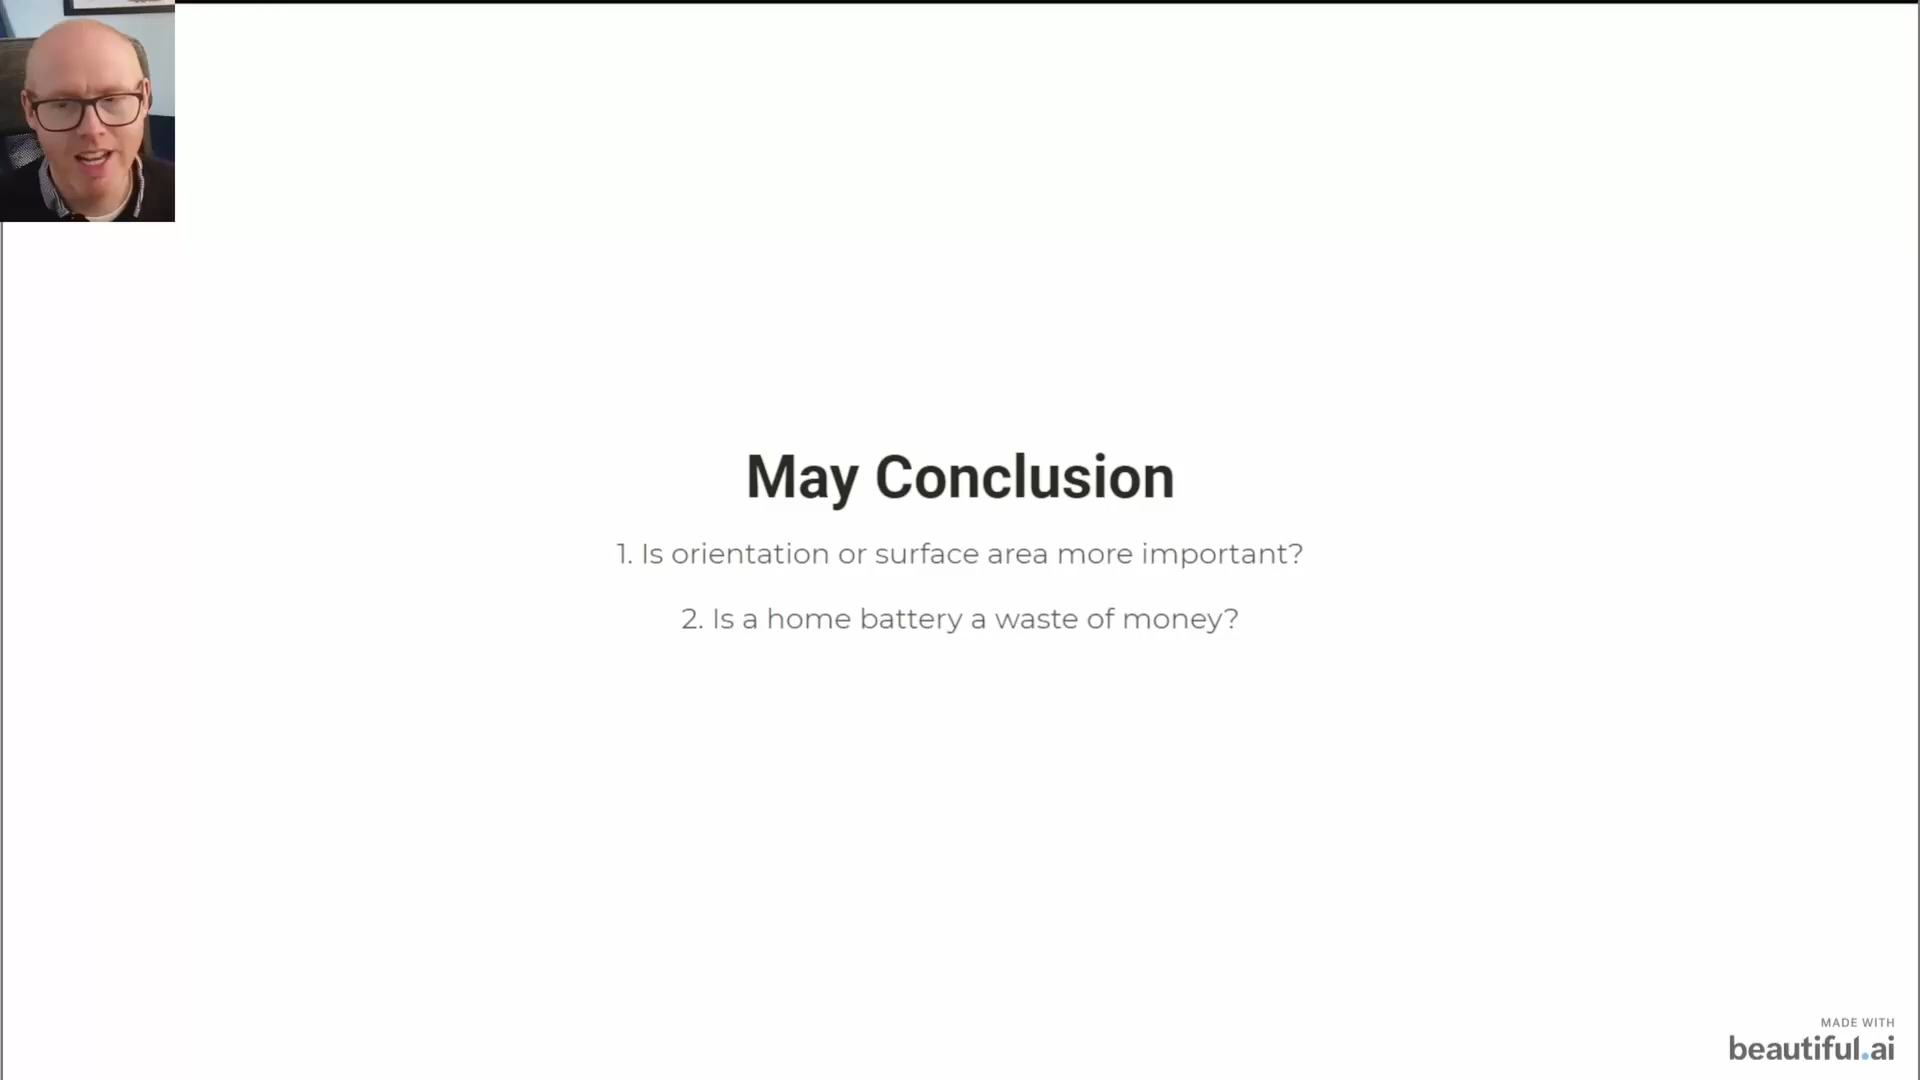 May Conclusion
1. Is orientation or surface area more important?
2. Is a home battery a waste of money?
MADE WITH
beautiful.ai